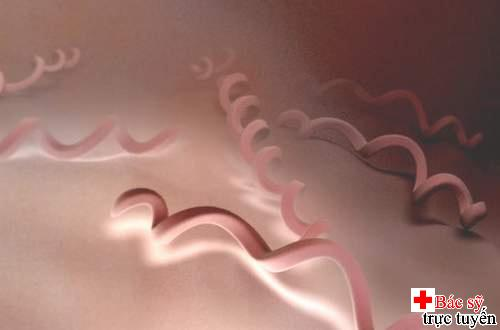 Bác sỹ
trực tuyến